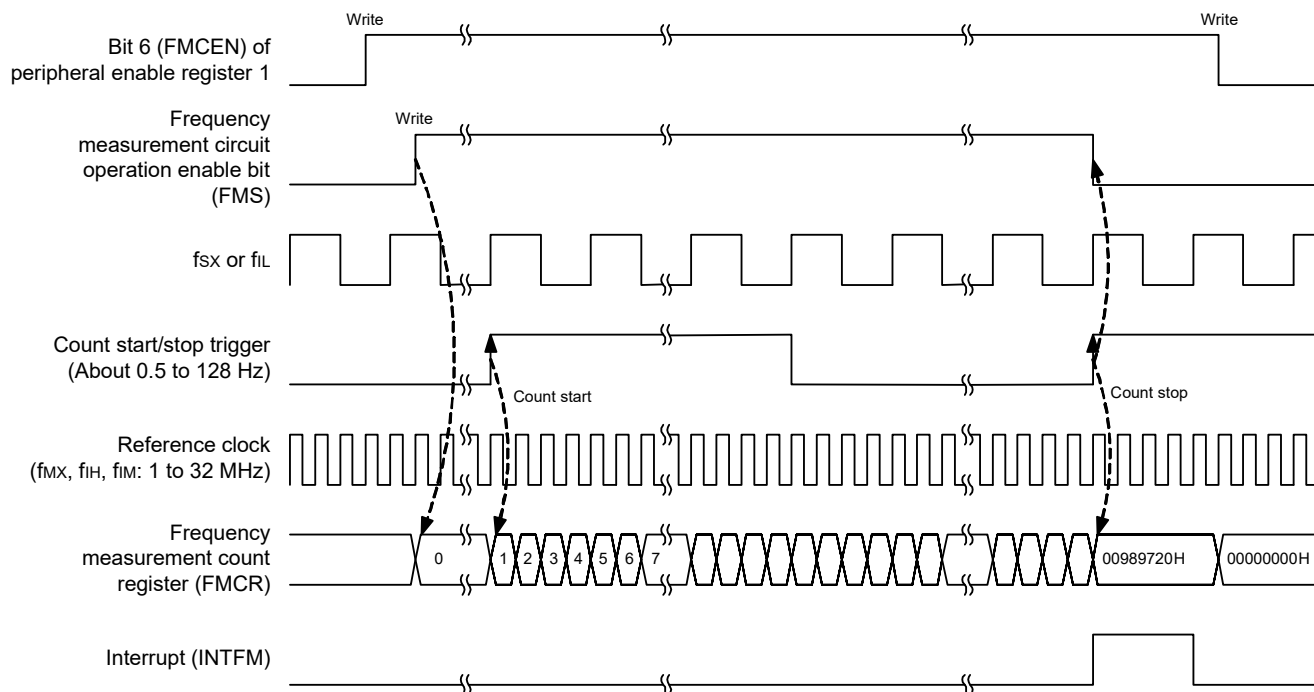 Write
Write
Bit 6 (FMCEN) of
peripheral enable register 1
Frequency
measurement circuit
operation enable bit
(FMS)
Write
fSX or fIL
Count start/stop trigger
(About 0.5 to 128 Hz)
Count start
Count stop
Reference clock
(fMX, fIH, fIM: 1 to 32 MHz)
Frequency
measurement count
register (FMCR)
0
1 2 3 4 5 6 7
00989720H
00000000H
Interrupt (INTFM)